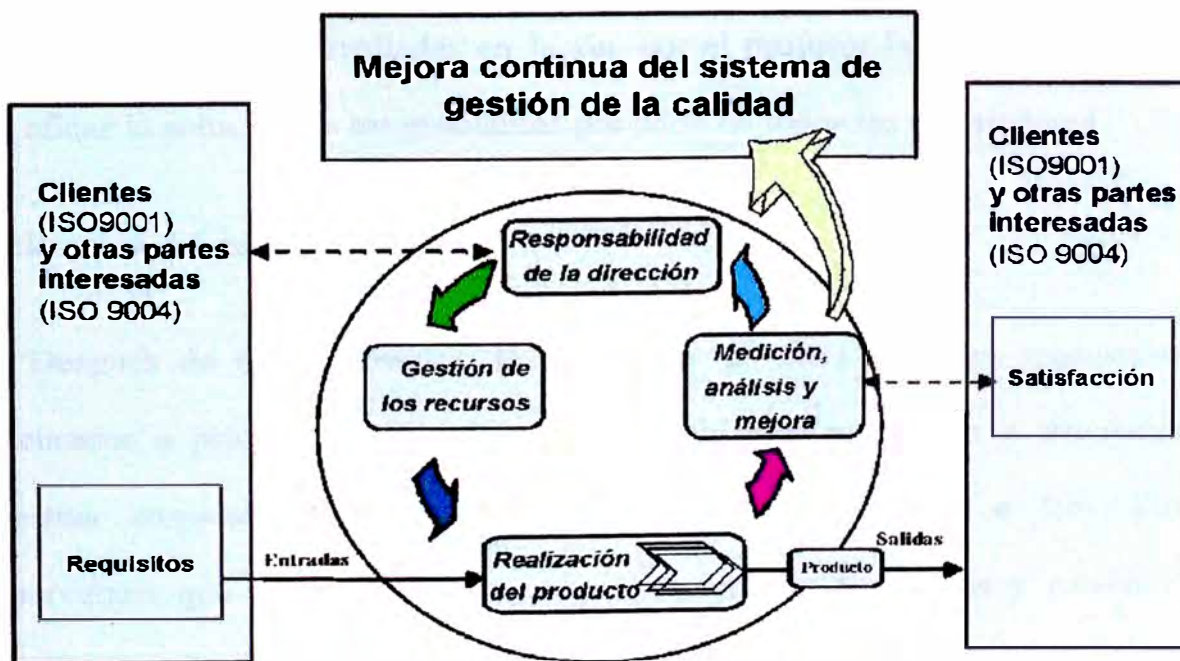 Mejora continua del sistema de
gestión de la calidad
Clientes
(ISO9001)
y otras partes
interesadas
(ISO 9004)
Requisitos
Entradas
Responsabilidad
de la dirección
Gestión de
los recursos
Medición,
análisis y
mejora
Realización
del producto
Producto
Salidas
Clientes
(ISO9001)
y otras partes
interesadas
(ISO 9004)
Satisfacción